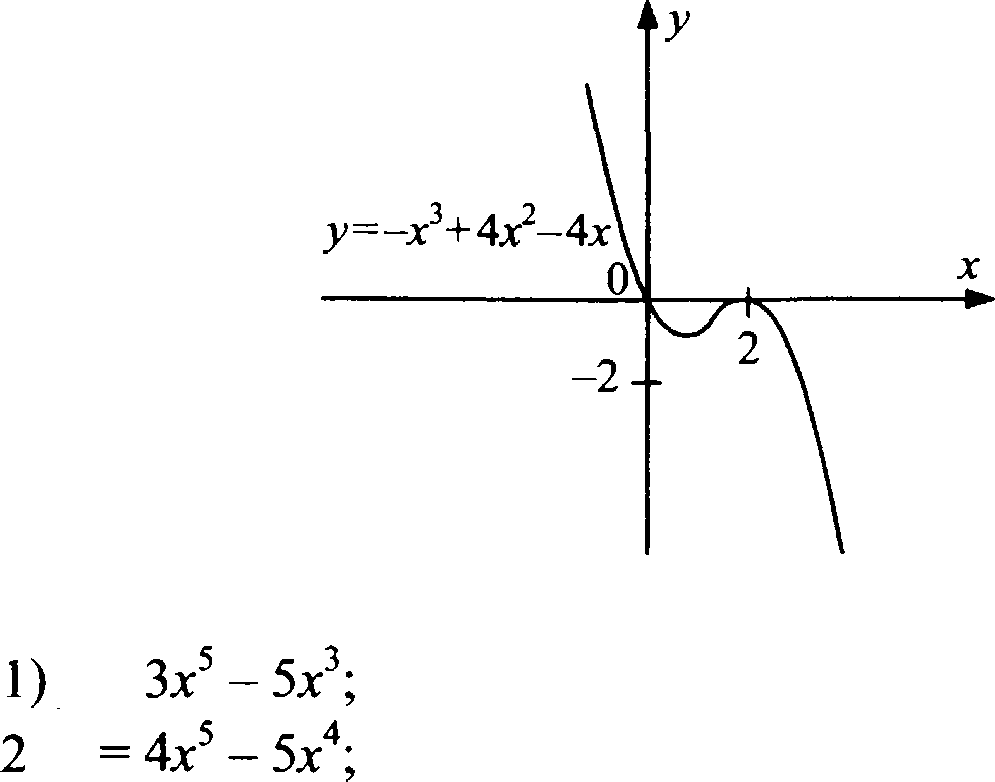 y
y=–x³+4x²–4x
0
x
2
–2
1) 3x⁵ – 5x³;
2 = 4x⁵ – 5x⁴;